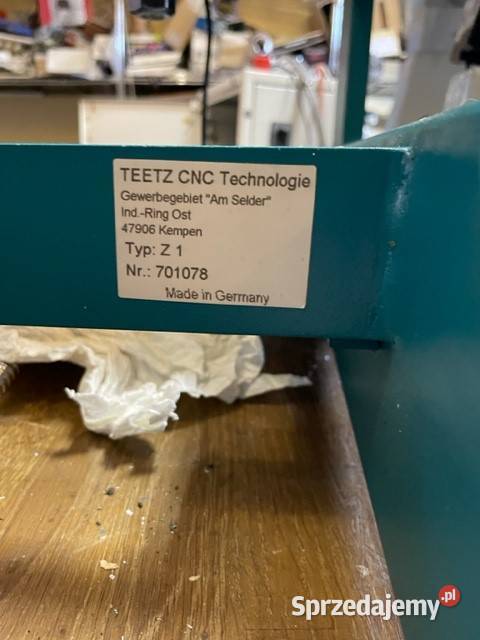 TEETZ CNC Technologie
Gewerbegebiet "Am Selder"
Ind.-Ring Ost
47906 Kempen
Typ: Z 1
Nr.: 701078
Made in Germany
Sprzedajemy.pl